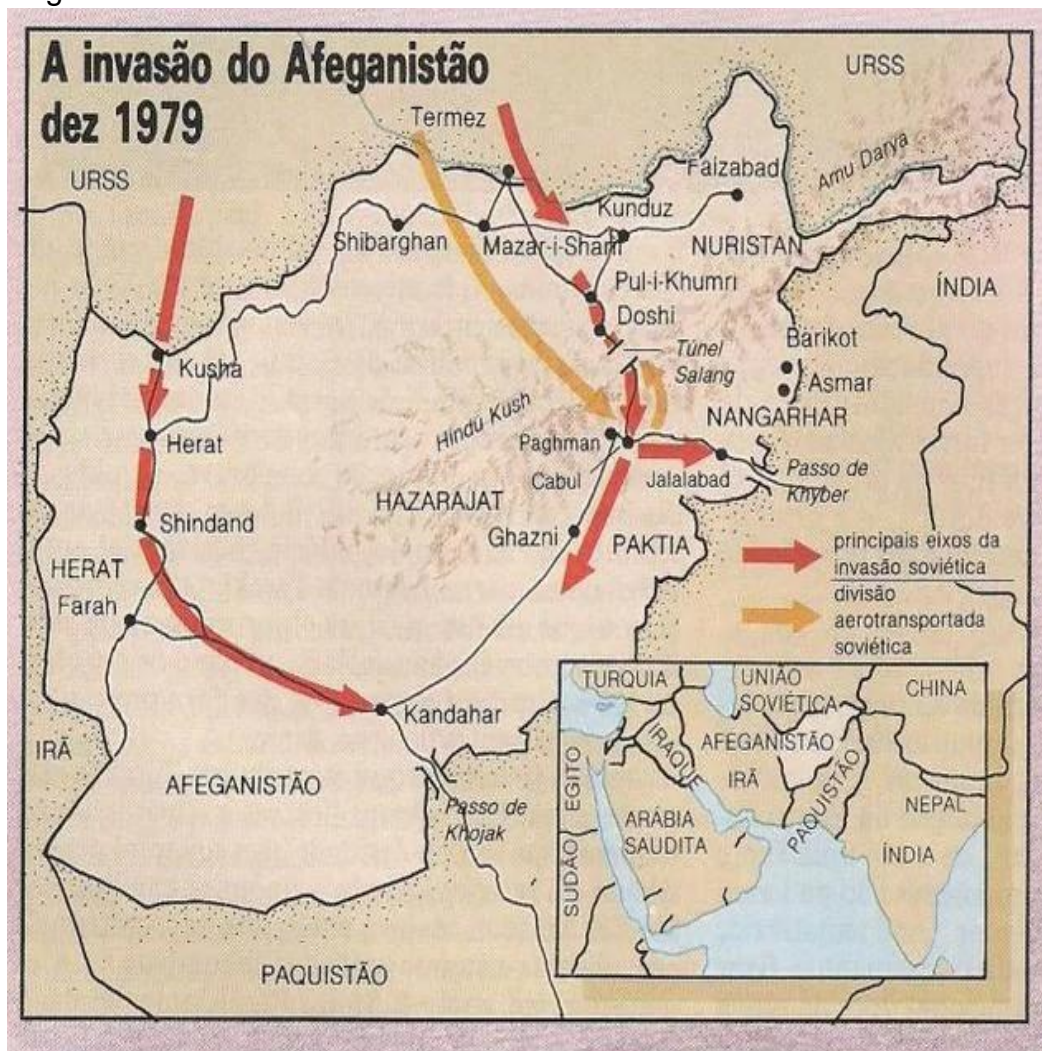 A invasão do Afeganistão
dez 1979
URSS
Termez
URSS
Amu Darya
Faizabad
Kunduz
Shibarghan
Mazar-i-Sharif
NURISTAN
ÍNDIA
Pul-i-Khumri
Doshi
Barikot
Túnel
Salang
Kusha
Asmar
NANGARHAR
Hindu Kush
Herat
Paghman
Cabul
Jalalabad
Passo de
Khyber
HAZARAJAT
Shindand
Ghazni
PAKTIA
principais eixos da
invasão soviética
HERAT
Farah
divisão
aerotransportada
soviética
Kandahar
IRÃ
AFEGANISTÃO
Passo de
Khojak
PAQUISTÃO
TURQUIA
UNIÃO
SOVIÉTICA
CHINA
IRAQUE
AFEGANISTÃO
IRÃ
EGITO
PAQUISTÃO
NEPAL
ARÁBIA
SAUDITA
ÍNDIA
SUDÃO